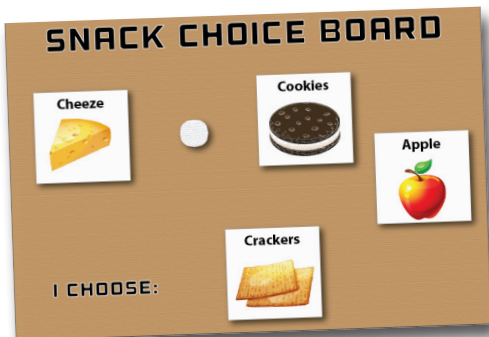 SNACK CHOICE BOARD
Cheeze
Cookies
Apple
Crackers
I CHOOSE: